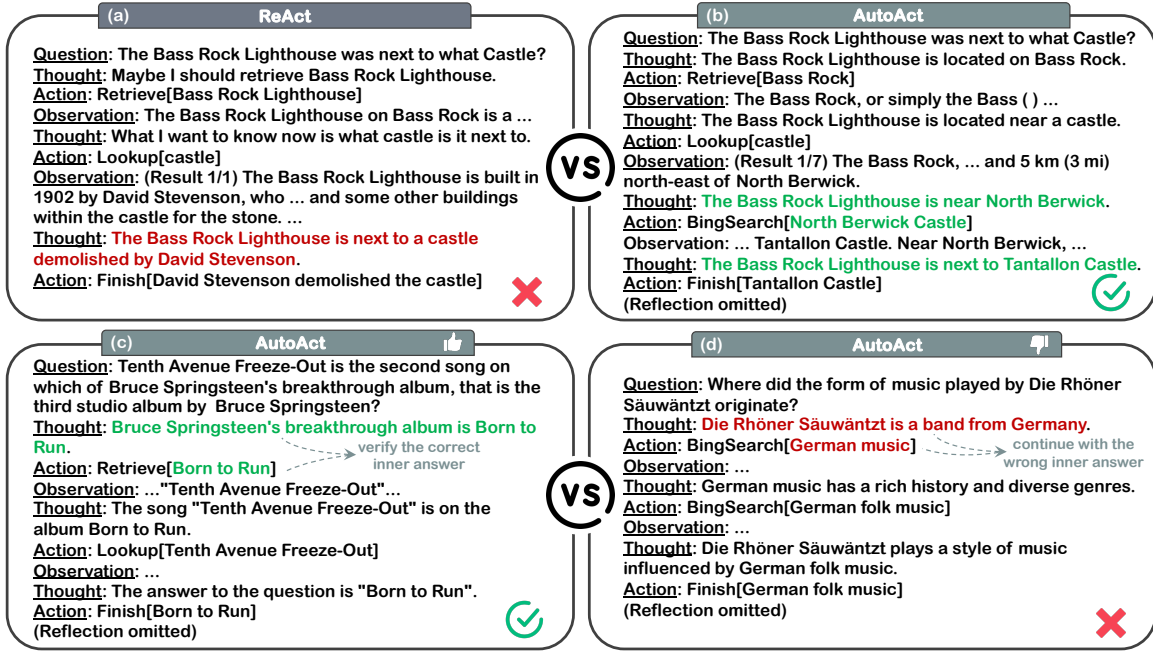 (a) ReAct
Question: The Bass Rock Lighthouse was next to what Castle?
Thought: Maybe I should retrieve Bass Rock Lighthouse.
Action: Retrieve[Bass Rock Lighthouse]
Observation: The Bass Rock Lighthouse on Bass Rock is a ...
Thought: What I want to know now is what castle is it next to.
Action: Lookup[castle]
Observation: (Result 1/1) The Bass Rock Lighthouse is built in
1902 by David Stevenson, who ... and some other buildings
within the castle for the stone. ...
Thought: The Bass Rock Lighthouse is next to a castle
demolished by David Stevenson.
Action: Finish[David Stevenson demolished the castle]
VS
(b) AutoAct
Question: The Bass Rock Lighthouse was next to what Castle?
Thought: The Bass Rock Lighthouse is located on Bass Rock.
Action: Retrieve[Bass Rock]
Observation: The Bass Rock, or simply the Bass ( ) ...
Thought: The Bass Rock Lighthouse is located near a castle.
Action: Lookup[castle]
Observation: (Result 1/7) The Bass Rock, ... and 5 km (3 mi)
north-east of North Berwick.
Thought: The Bass Rock Lighthouse is near North Berwick.
Action: BingSearch[North Berwick Castle]
Observation: ... Tantallon Castle. Near North Berwick, ...
Thought: The Bass Rock Lighthouse is next to Tantallon Castle.
Action: Finish[Tantallon Castle]
(Reflection omitted)
(c) AutoAct
Question: Tenth Avenue Freeze-Out is the second song on
which of Bruce Springsteen's breakthrough album, that is the
third studio album by Bruce Springsteen?
Thought: Bruce Springsteen's breakthrough album is Born to
Run.
verify the correct
inner answer
Action: Retrieve[Born to Run]
Observation: ..."Tenth Avenue Freeze-Out"...
Thought: The song "Tenth Avenue Freeze-Out" is on the
album Born to Run.
Action: Lookup[Tenth Avenue Freeze-Out]
Observation: ...
Thought: The answer to the question is "Born to Run".
Action: Finish[Born to Run]
(Reflection omitted)
VS
(d) AutoAct
Question: Where did the form of music played by Die Rhöner
Säuwäntzt originate?
Thought: Die Rhöner Säuwäntzt is a band from Germany.
Action: BingSearch[German music]
continue with the
wrong inner answer
Observation: ...
Thought: German music has a rich history and diverse genres.
Action: BingSearch[German folk music]
Observation: ...
Thought: Die Rhöner Säuwäntzt plays a style of music
influenced by German folk music.
Action: Finish[German folk music]
(Reflection omitted)